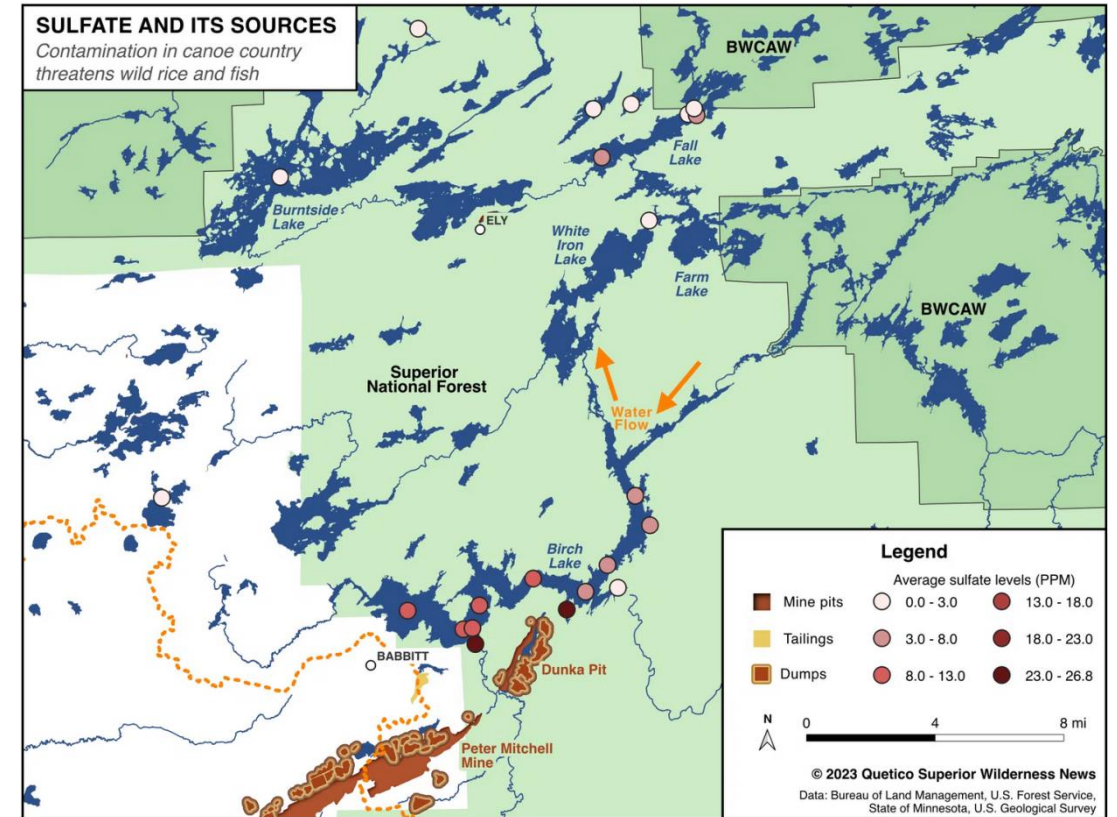 SULFATE AND ITS SOURCES
Contamination in canoe country
threatens wild rice and fish
BWCAW
Fall
Lake
Burntside
Lake
ELY
White
Iron
Lake
Farm
Lake
BWCAW
Superior
National Forest
Water
Flow
Birch
Lake
BABBITT
Dunka Pit
Peter Mitchell
Mine
Legend
Average sulfate levels (PPM)
Mine pits
0.0 - 3.0
13.0 - 18.0
Tailings
3.0 - 8.0
18.0 - 23.0
Dumps
8.0 - 13.0
23.0 - 26.8
N
0 4 8 mi
© 2023 Quetico Superior Wilderness News
Data: Bureau of Land Management, U.S. Forest Service,
State of Minnesota, U.S. Geological Survey